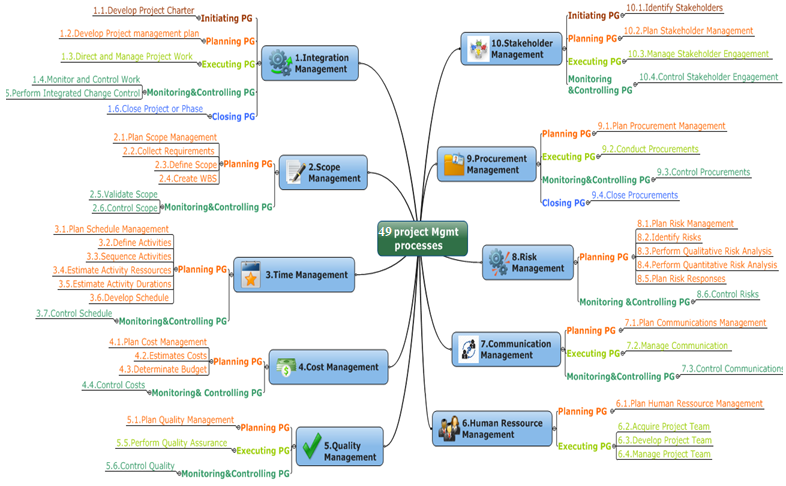 49 project Mgmt
processes
1.Integration
Management
Initiating PG
1.1.Develop Project Charter
Planning PG
1.2.Develop Project management plan
Executing PG
1.3.Direct and Manage Project Work
Monitoring&Controlling PG
1.4.Monitor and Control Work
5.Perform Integrated Change Control
Closing PG
1.6.Close Project or Phase
2.Scope
Management
Planning PG
2.1.Plan Scope Management
2.2.Collect Requirements
2.3.Define Scope
2.4.Create WBS
Monitoring&Controlling PG
2.5.Validate Scope
2.6.Control Scope
3.Time Management
Planning PG
3.1.Plan Schedule Management
3.2.Define Activities
3.3.Sequence Activities
3.4.Estimate Activity Ressources
3.5.Estimate Activity Durations
3.6.Develop Schedule
Monitoring&Controlling PG
3.7.Control Schedule
4.Cost Management
Planning PG
4.1.Plan Cost Management
4.2.Estimates Costs
4.3.Determinate Budget
Monitoring& Controlling PG
4.4.Control Costs
5.Quality
Management
Planning PG
5.1.Plan Quality Management
Executing PG
5.5.Perform Quality Assurance
Monitoring&Controlling PG
5.6.Control Quality
10.Stakeholder
Management
Initiating PG
10.1.Identify Stakeholders
Planning PG
10.2.Plan Stakeholder Management
Executing PG
10.3.Manage Stakeholder Engagement
Monitoring
&Controlling PG
10.4.Control Stakeholder Engagement
9.Procurement
Management
Planning PG
9.1.Plan Procurement Management
Executing PG
9.2.Conduct Procurements
Monitoring&Controlling PG
9.3.Control Procurements
Closing PG
9.4.Close Procurements
8.Risk
Management
Planning PG
8.1.Plan Risk Management
8.2.Identify Risks
8.3.Perform Qualitative Risk Analysis
8.4.Perform Quantitative Risk Analysis
8.5.Plan Risk Responses
Monitoring &Controlling PG
8.6.Control Risks
7.Communication
Management
Planning PG
7.1.Plan Communications Management
Executing PG
7.2.Manage Communication
Monitoring&Controlling PG
7.3.Control Communications
6.Human Ressource
Management
Planning PG
6.1.Plan Human Ressource Management
Executing PG
6.2.Acquire Project Team
6.3.Develop Project Team
6.4.Manage Project Team